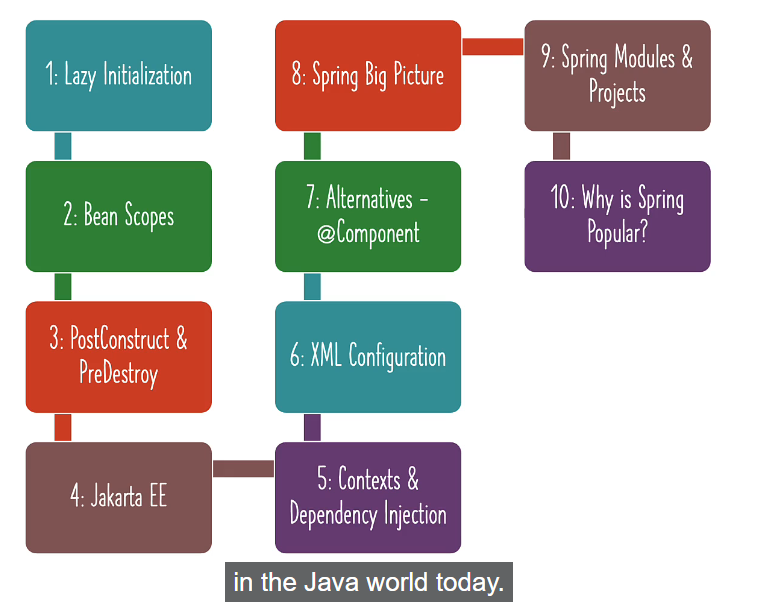 1: Lazy Initialization
2: Bean Scopes
3: PostConstruct &
PreDestroy
4: Jakarta EE
5: Contexts &
Dependency Injection
6: XML Configuration
7: Alternatives -
@Component
8: Spring Big Picture
9: Spring Modules &
Projects
10: Why is Spring
Popular?
in the Java world today.